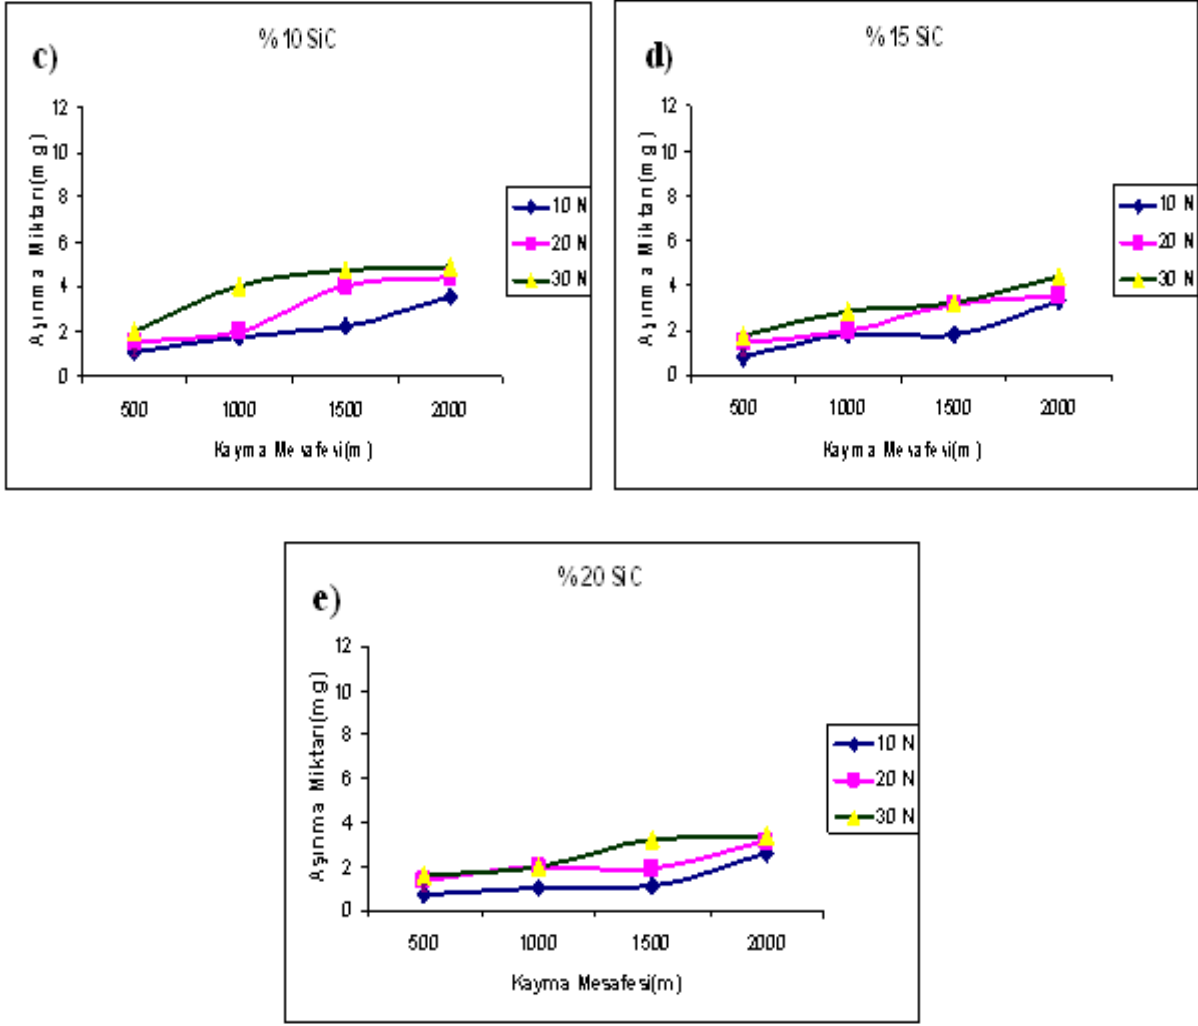 c)
% 10 SiC
Aşınma Miktarı(mg)
12
10
8
6
4
2
0
500 1000 1500 2000
Kayma Mesafesi(m)
10 N
20 N
30 N
d)
% 15 SiC
Aşınma Miktarı(mg)
12
10
8
6
4
2
0
500 1000 1500 2000
Kayma Mesafesi(m)
10 N
20 N
30 N
e)
% 20 SiC
Aşınma Miktarı(mg)
12
10
8
6
4
2
0
500 1000 1500 2000
Kayma Mesafesi(m)
10 N
20 N
30 N